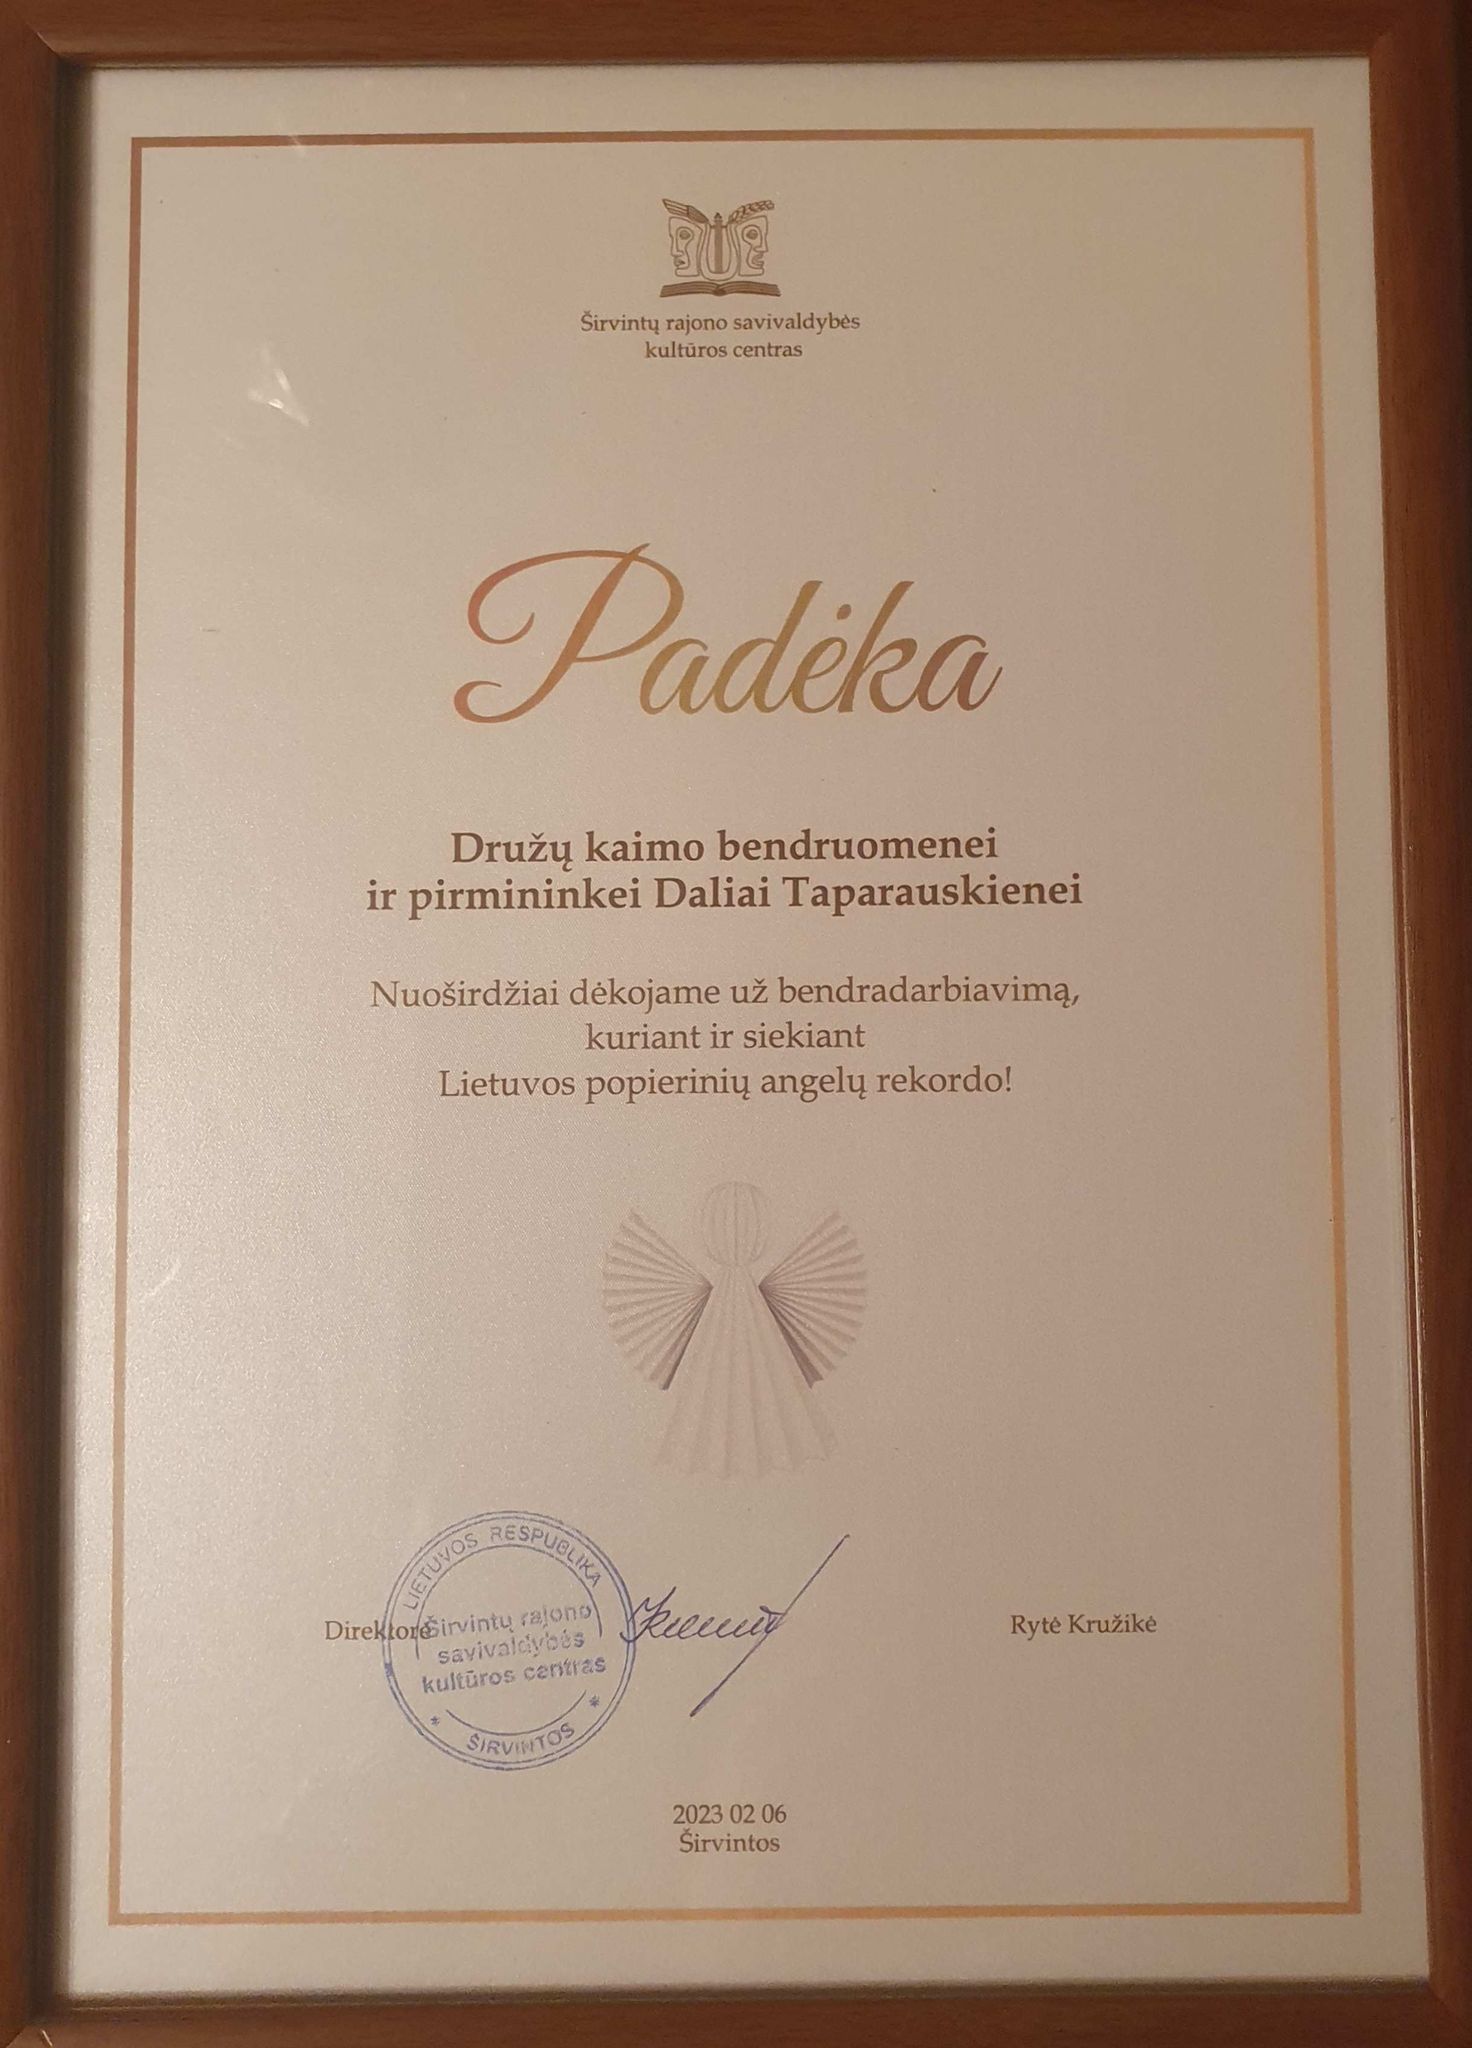 Širvintų rajono savivaldybės
kultūros centras
Padėka
Družų kaimo bendruomenei
ir pirmininkei Daliai Taparauskienei
Nuoširdžiai dėkojame už bendradarbiavimą,
kuriant ir siekiant
Lietuvos popierinių angelų rekordo!
Direktorė
LIETUVOS RESPUBLIKA
Širvintų rajono
savivaldybės
kultūros centras
* ŠIRVINTOS *
Rytė Kružikė
2023 02 06
Širvintos